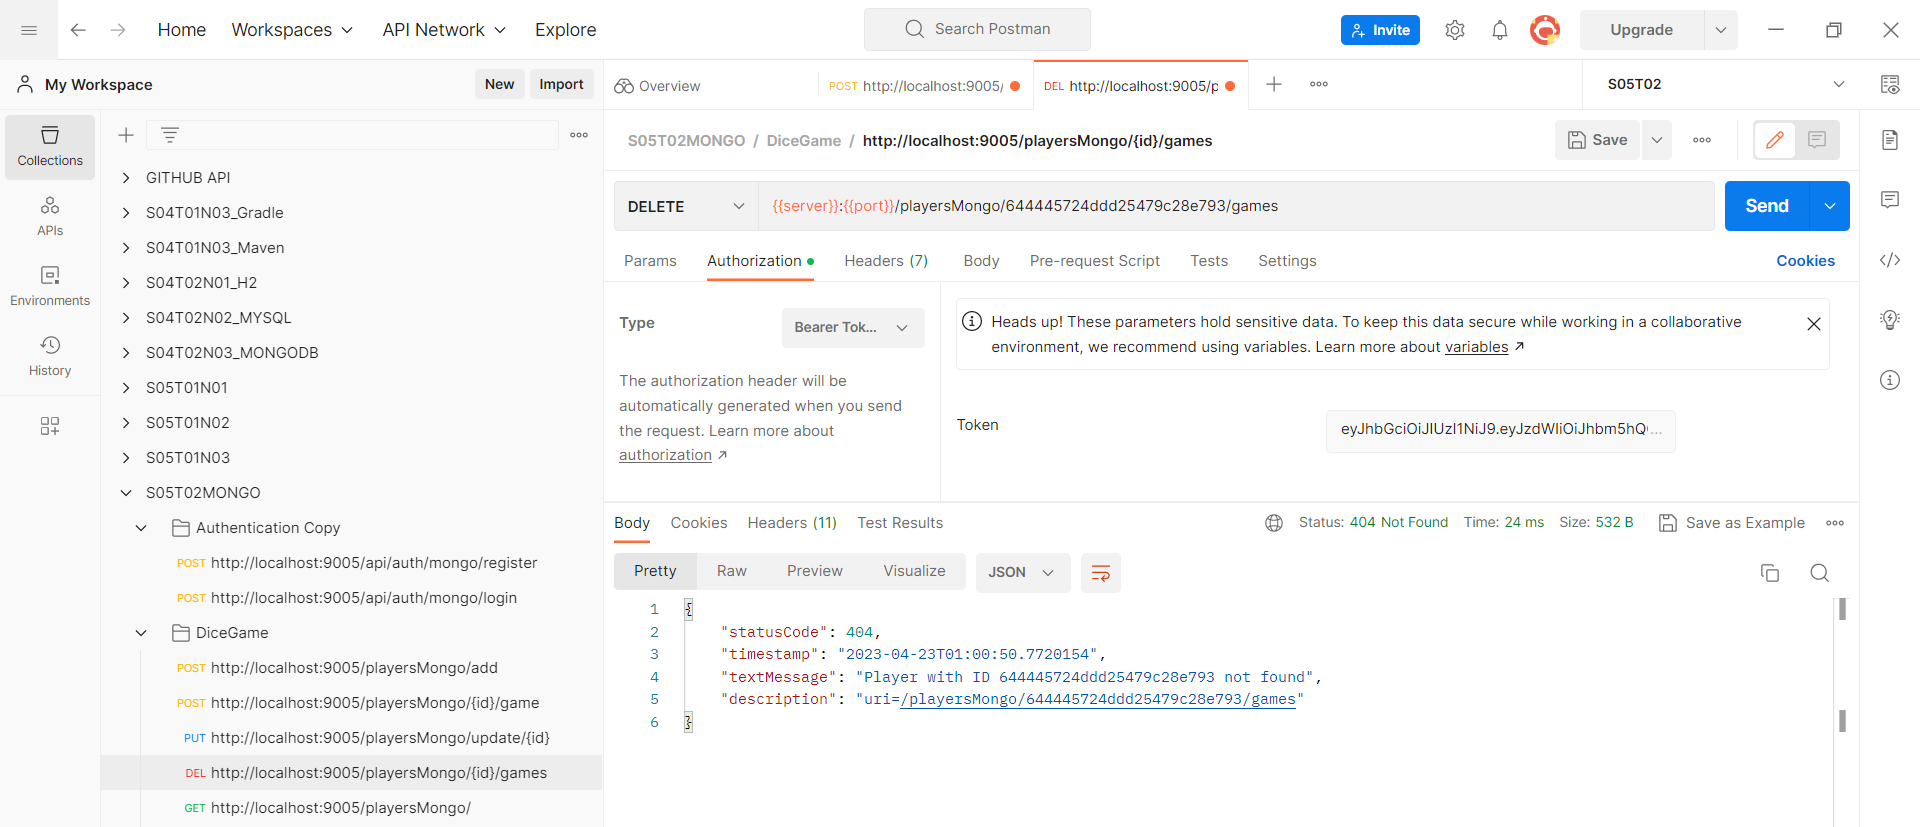 Home Workspaces API Network Explore Search Postman Invite Upgrade
My Workspace New Import Overview POST http://localhost:9005/ DEL http://localhost:9005/p S05T02
Collections
APIs
Environments
History
GITHUB API
S04T01N03_Gradle
S04T01N03_Maven
S04T02N01_H2
S04T02N02_MYSQL
S04T02N03_MONGODB
S05T01N01
S05T01N02
S05T01N03
S05T02MONGO
Authentication Copy
POST http://localhost:9005/api/auth/mongo/register
POST http://localhost:9005/api/auth/mongo/login
DiceGame
POST http://localhost:9005/playersMongo/add
POST http://localhost:9005/playersMongo/{id}/game
PUT http://localhost:9005/playersMongo/update/{id}
DEL http://localhost:9005/playersMongo/{id}/games
GET http://localhost:9005/playersMongo/
S05T02MONGO / DiceGame / http://localhost:9005/playersMongo/{id}/games Save
DELETE {{server}}:{{port}}/playersMongo/644445724ddd25479c28e793/games Send
Params Authorization Headers (7) Body Pre-request Script Tests Settings Cookies
Type Bearer Tok...
The authorization header will be
automatically generated when you send
the request. Learn more about
authorization ↗
Heads up! These parameters hold sensitive data. To keep this data secure while working in a collaborative
environment, we recommend using variables. Learn more about variables ↗
Token eyJhbGciOiJIUzI1NiJ9.eyJzdWIiOiJhbm5hQ...
Body Cookies Headers (11) Test Results Status: 404 Not Found Time: 24 ms Size: 532 B Save as Example
Pretty Raw Preview Visualize JSON
1 {
2 "statusCode": 404,
3 "timestamp": "2023-04-23T01:00:50.7720154",
4 "textMessage": "Player with ID 644445724ddd25479c28e793 not found",
5 "description": "uri=/playersMongo/644445724ddd25479c28e793/games"
6 }